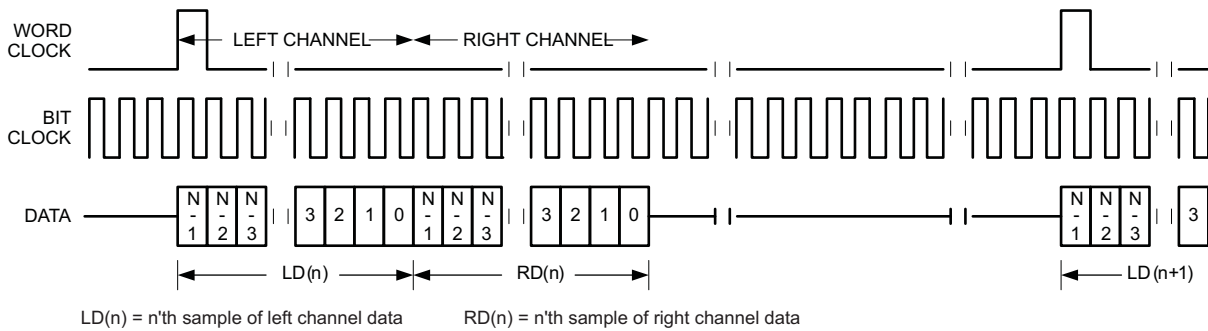 WORD
CLOCK
LEFT CHANNEL
RIGHT CHANNEL
BIT
CLOCK
DATA
N-1 N-2 N-3 3 2 1 0 N-1 N-2 N-3 3 2 1 0 N-1 N-2 N-3 3
LD(n) RD(n) LD(n+1)
LD(n) = n'th sample of left channel data
RD(n) = n'th sample of right channel data